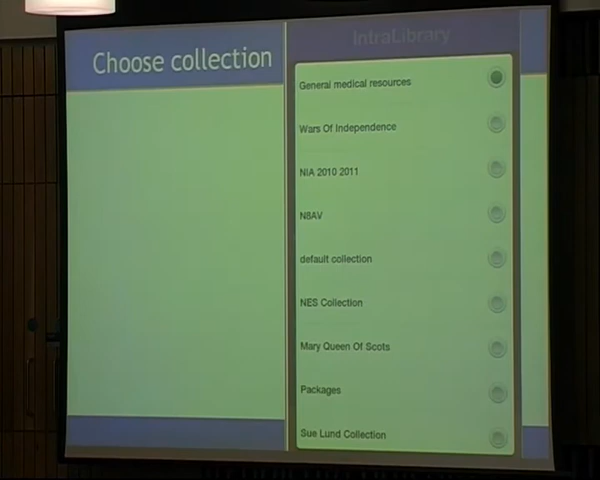 Choose collection
IntraLibrary
General medical resources
Wars Of Independence
NIA 2010 2011
N8AV
default collection
NES Collection
Mary Queen Of Scots
Packages
Sue Lund Collection